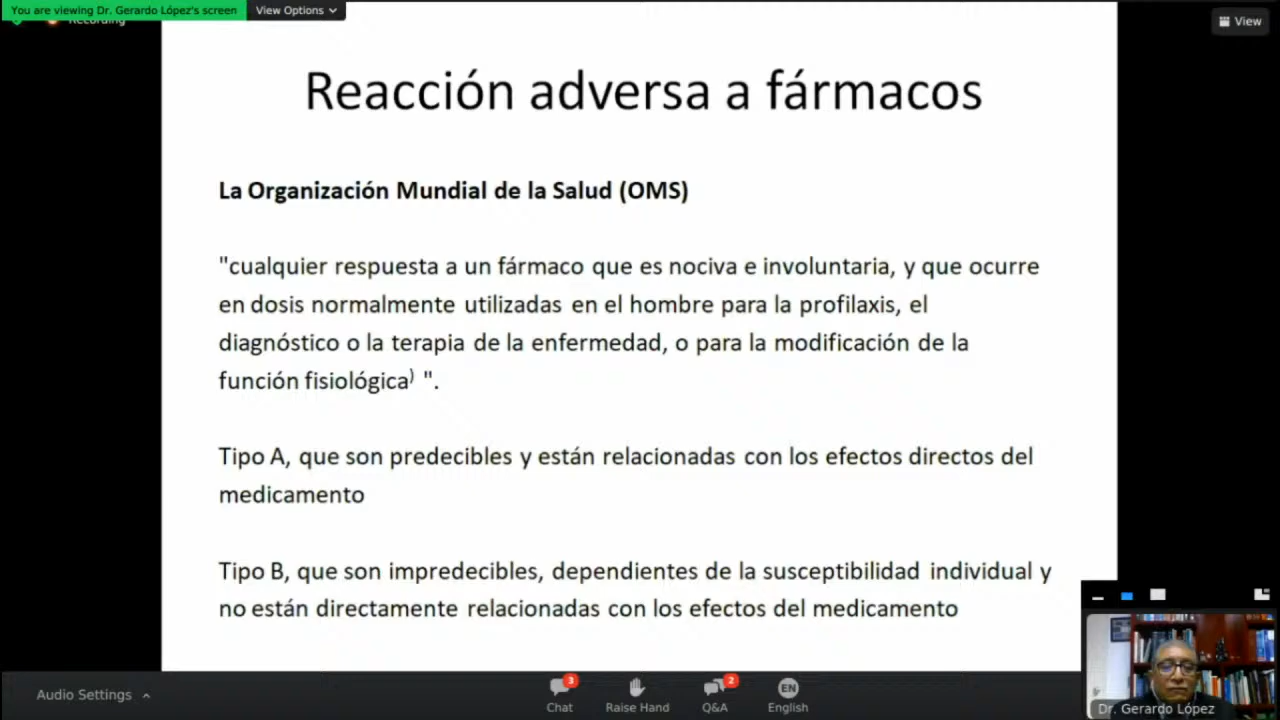 You are viewing Dr. Gerardo López's screen
View Options
Recording
View
Reacción adversa a fármacos
La Organización Mundial de la Salud (OMS)
"cualquier respuesta a un fármaco que es nociva e involuntaria, y que ocurre
en dosis normalmente utilizadas en el hombre para la profilaxis, el
diagnóstico o la terapia de la enfermedad, o para la modificación de la
función fisiológica) ".
Tipo A, que son predecibles y están relacionadas con los efectos directos del
medicamento
Tipo B, que son impredecibles, dependientes de la susceptibilidad individual y
no están directamente relacionadas con los efectos del medicamento
Dr. Gerardo López
Audio Settings
3
2
EN
Chat
Raise Hand
Q&A
English